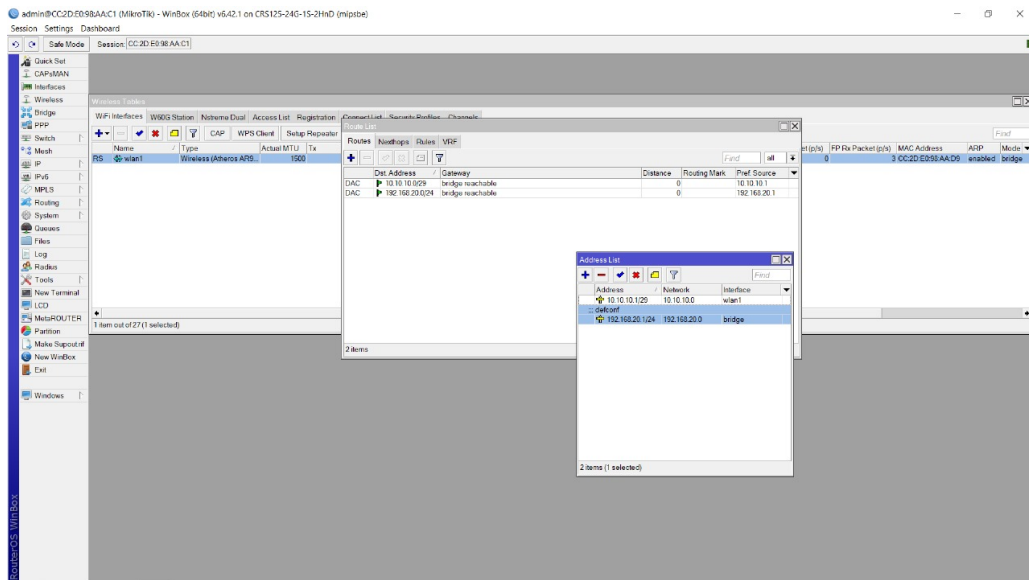 admin@CC:2D:E0:98:AA:C1 (MikroTik) - WinBox (64bit) v6.42.1 on CRS125-24G-1S-2HnD (mipsbe)
Session Settings Dashboard
Safe Mode Session: CC:2D:E0:98:AA:C1
Quick Set
CAPsMAN
Interfaces
Wireless
Bridge
PPP
Switch
Mesh
IP
IPv6
MPLS
Routing
System
Queues
Files
Log
Radius
Tools
New Terminal
LCD
MetaROUTER
Partition
Make Supout.rif
New WinBox
Exit
Windows
RouterOS WinBox
Wireless Tables
WiFi Interfaces W60G Station Nstreme Dual Access List Registration Connect List Security Profiles Channels
CAP WPS Client Setup Repeater
Find
Name Type Actual MTU Tx
FP Rx Packet (p/s) MAC Address ARP Mode
RS wlan1 Wireless (Atheros AR9... 1500
0 3 CC:2D:E0:98:AA:D9 enabled bridge
1 item out of 27 (1 selected)
Route List
Routes Nexthops Rules VRF
Find all
Dst. Address Gateway Distance Routing Mark Pref. Source
DAC 10.10.10.0/29 bridge reachable 0 10.10.10.1
DAC 192.168.20.0/24 bridge reachable 0 192.168.20.1
2 items
Address List
Find
Address Network Interface
10.10.10.1/29 10.10.10.0 wlan1
;;; defconf
192.168.20.1/24 192.168.20.0 bridge
2 items (1 selected)